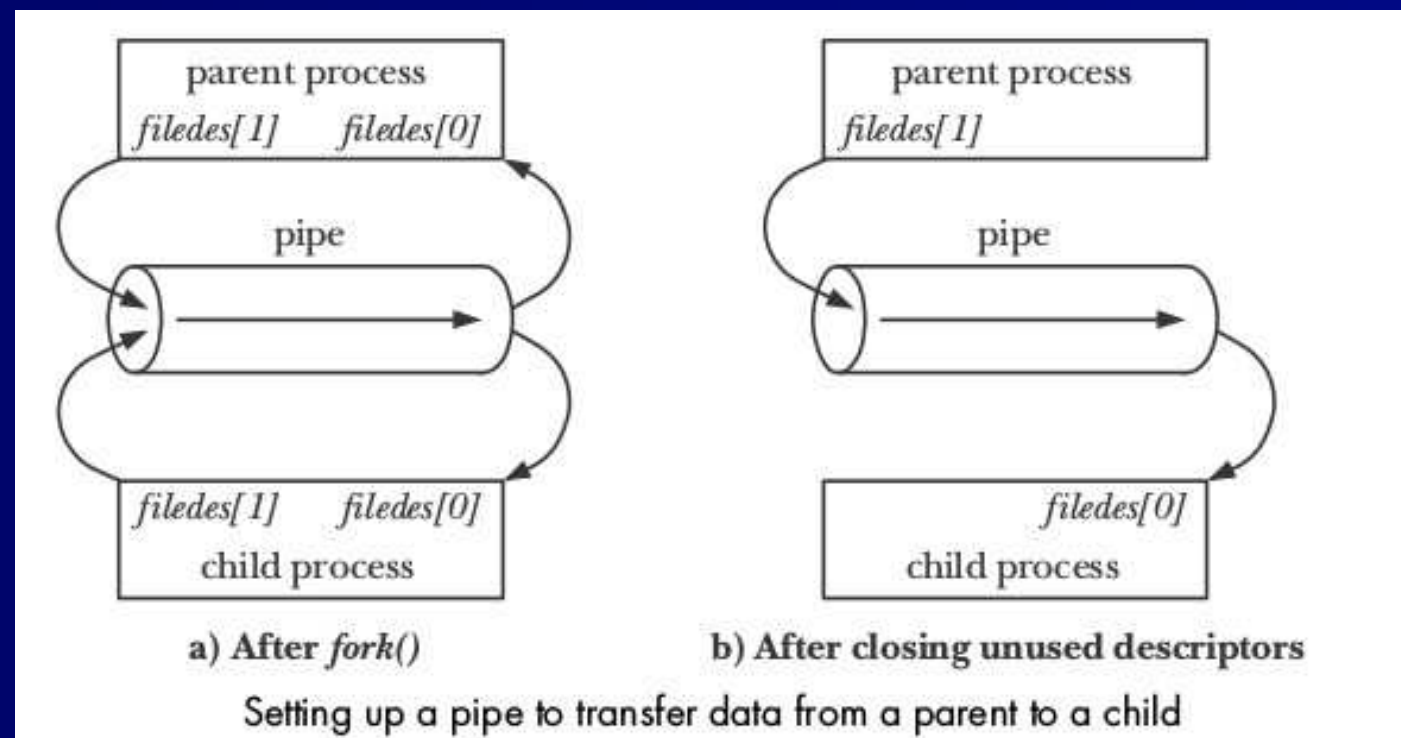 parent process
filedes[1] filedes[0]
pipe
filedes[1] filedes[0]
child process
a) After fork()
parent process
filedes[1]
pipe
filedes[0]
child process
b) After closing unused descriptors
Setting up a pipe to transfer data from a parent to a child